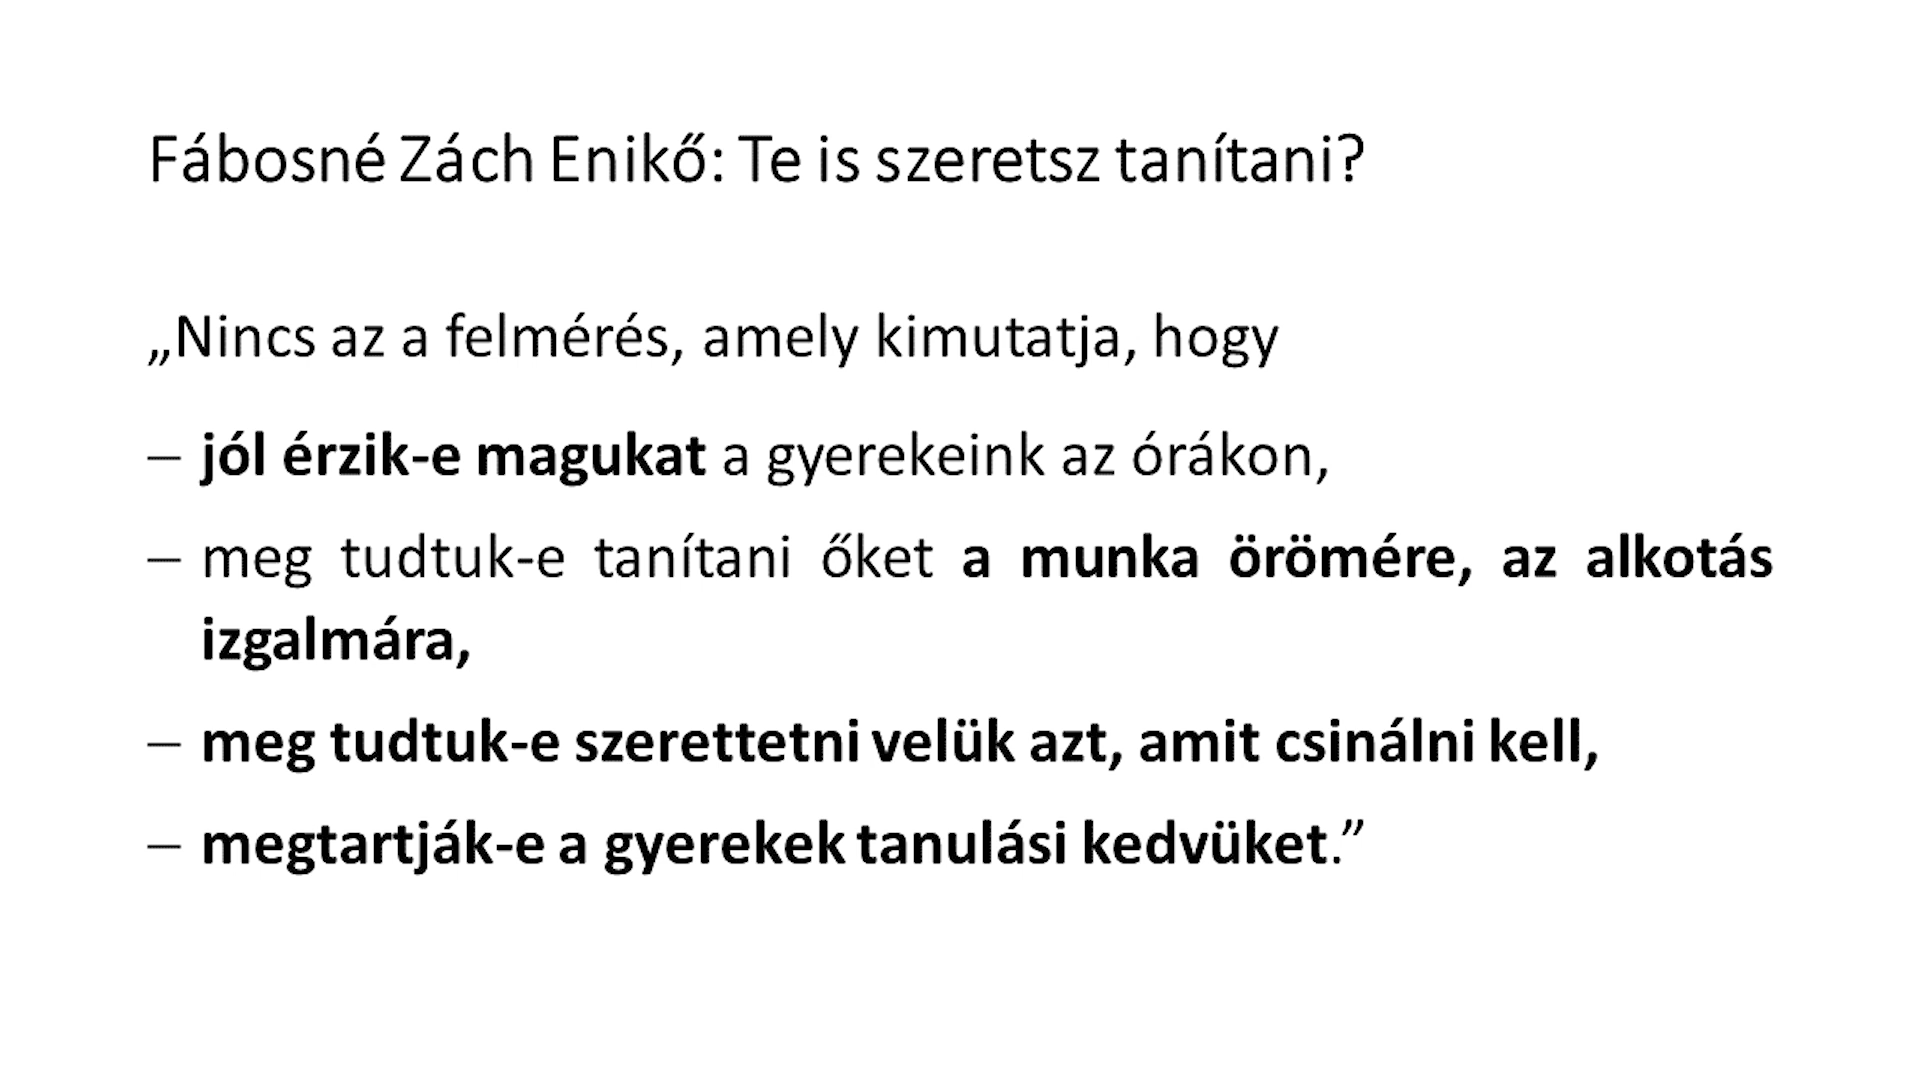 Fábosné Zách Enikő: Te is szeretsz tanítani?
„Nincs az a felmérés, amely kimutatja, hogy
– jól érzik-e magukat a gyerekeink az órákon,
– meg tudtuk-e tanítani őket a munka örömére, az alkotás
izgalmára,
– meg tudtuk-e szerettetni velük azt, amit csinálni kell,
– megtartják-e a gyerekek tanulási kedvüket.”